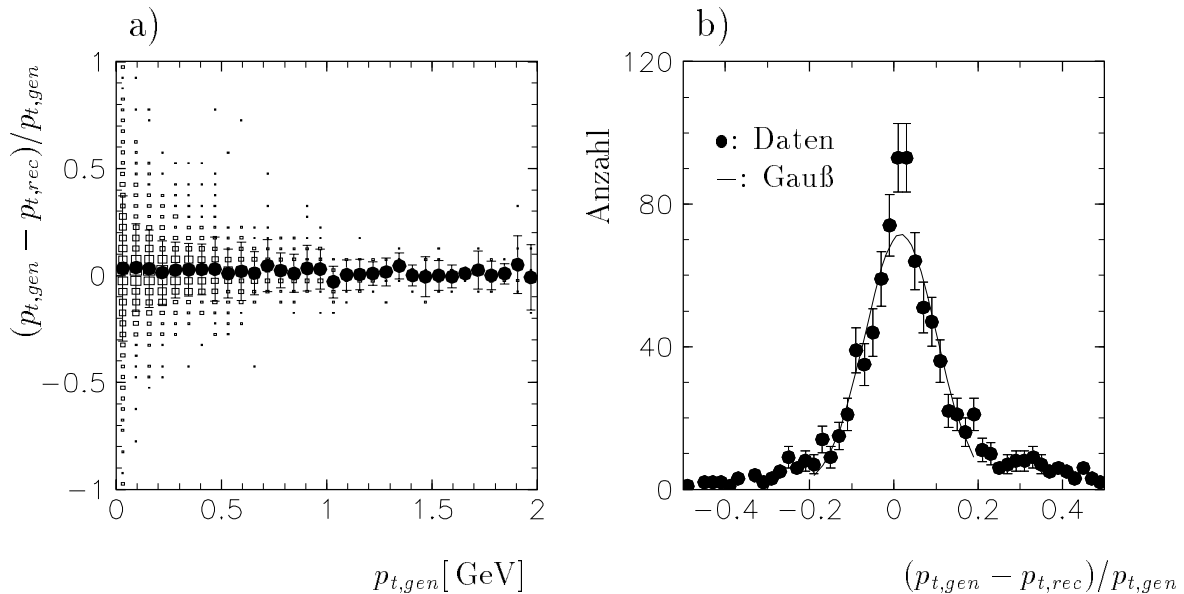 a)
(p_{t,gen} − p_{t,rec})/p_{t,gen}
1
0.5
0
−0.5
−1
0
0.5
1
1.5
2
p_{t,gen}[ GeV]
b)
Anzahl
120
80
40
0
●: Daten
—: Gauß
−0.4
−0.2
0
0.2
0.4
(p_{t,gen} − p_{t,rec})/p_{t,gen}